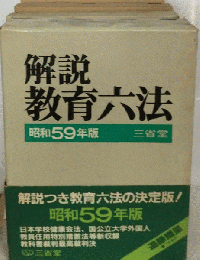 解説
教育六法
昭和59年版
三省堂
解説つき教育六法の決定版!
昭和59年版
日本学校健康会法、国公立大学外国人
教員任用特別措置法等新収録
教科書裁判最高裁判決
三省堂